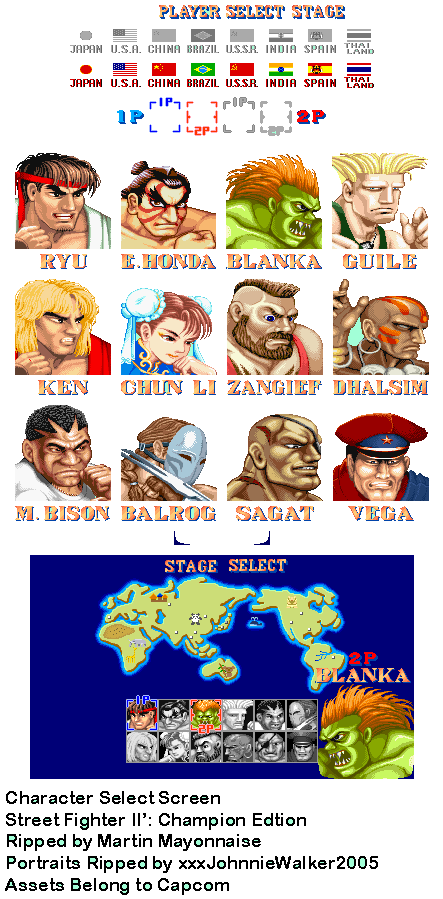 PLAYER SELECT STAGE
JAPAN U.S.A. CHINA BRAZIL U.S.S.R. INDIA SPAIN THAI LAND
JAPAN U.S.A. CHINA BRAZIL U.S.S.R. INDIA SPAIN THAI LAND
1P 1P 2P 1P 2P 2P
RYU E.HONDA BLANKA GUILE
KEN CHUN LI ZANGIEF DHALSIM
M.BISON BALROG SAGAT VEGA
STAGE SELECT
2P
BLANKA
1P
2P
Character Select Screen
Street Fighter II': Champion Edtion
Ripped by Martin Mayonnaise
Portraits Ripped by xxxJohnnieWalker2005
Assets Belong to Capcom